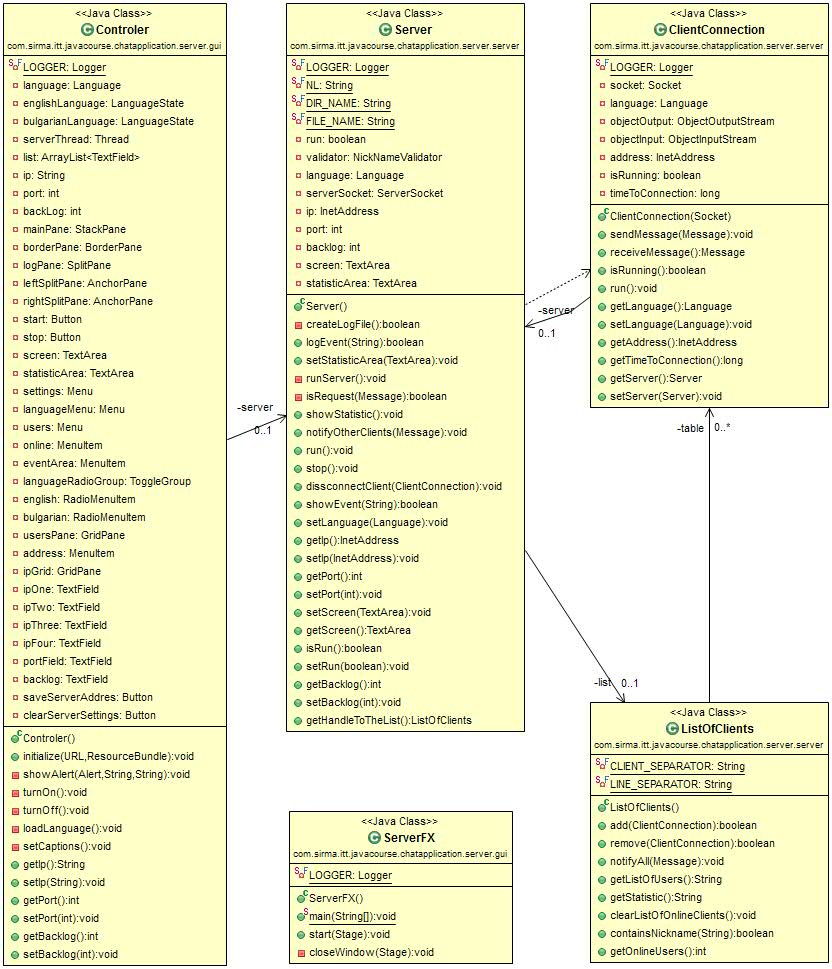 <<Java Class>>
Controler
com.sirma.itt.javacourse.chatapplication.server.gui
LOGGER: Logger
language: Language
englishLanguage: LanguageState
bulgarianLanguage: LanguageState
serverThread: Thread
list: ArrayList<TextField>
ip: String
port: int
backLog: int
mainPane: StackPane
borderPane: BorderPane
logPane: SplitPane
leftSplitPane: AnchorPane
rightSplitPane: AnchorPane
start: Button
stop: Button
screen: TextArea
statisticArea: TextArea
settings: Menu
languageMenu: Menu
users: Menu
online: MenuItem
eventArea: MenuItem
languageRadioGroup: ToggleGroup
english: RadioMenuItem
bulgarian: RadioMenuItem
usersPane: GridPane
address: MenuItem
ipGrid: GridPane
ipOne: TextField
ipTwo: TextField
ipThree: TextField
ipFour: TextField
portField: TextField
backlog: TextField
saveServerAddres: Button
clearServerSettings: Button
Controler()
initialize(URL,ResourceBundle):void
showAlert(Alert,String,String):void
turnOn():void
turnOff():void
loadLanguage():void
setCaptions():void
getIp():String
setIp(String):void
getPort():int
setPort(int):void
getBacklog():int
setBacklog(int):void
-server
0..1
<<Java Class>>
Server
com.sirma.itt.javacourse.chatapplication.server.server
LOGGER: Logger
NL: String
DIR_NAME: String
FILE_NAME: String
run: boolean
validator: NickNameValidator
language: Language
serverSocket: ServerSocket
ip: InetAddress
port: int
backlog: int
screen: TextArea
statisticArea: TextArea
Server()
createLogFile():boolean
logEvent(String):boolean
setStatisticArea(TextArea):void
runServer():void
isRequest(Message):boolean
showStatistic():void
notifyOtherClients(Message):void
run():void
stop():void
dissconnectClient(ClientConnection):void
showEvent(String):boolean
setLanguage(Language):void
getIp():InetAddress
setIp(InetAddress):void
getPort():int
setPort(int):void
setScreen(TextArea):void
getScreen():TextArea
isRun():boolean
setRun(boolean):void
getBacklog():int
setBacklog(int):void
getHandleToTheList():ListOfClients
-server
0..1
<<Java Class>>
ClientConnection
com.sirma.itt.javacourse.chatapplication.server.server
LOGGER: Logger
socket: Socket
language: Language
objectOutput: ObjectOutputStream
objectInput: ObjectInputStream
address: InetAddress
isRunning: boolean
timeToConnection: long
ClientConnection(Socket)
sendMessage(Message):void
receiveMessage():Message
isRunning():boolean
run():void
getLanguage():Language
setLanguage(Language):void
getAddress():InetAddress
getTimeToConnection():long
getServer():Server
setServer(Server):void
-table
0..*
-list
0..1
<<Java Class>>
ListOfClients
com.sirma.itt.javacourse.chatapplication.server.server
CLIENT_SEPARATOR: String
LINE_SEPARATOR: String
ListOfClients()
add(ClientConnection):boolean
remove(ClientConnection):boolean
notifyAll(Message):void
getListOfUsers():String
getStatistic():String
clearListOfOnlineClients():void
containsNickname(String):boolean
getOnlineUsers():int
<<Java Class>>
ServerFX
com.sirma.itt.javacourse.chatapplication.server.gui
LOGGER: Logger
ServerFX()
main(String[]):void
start(Stage):void
closeWindow(Stage):void